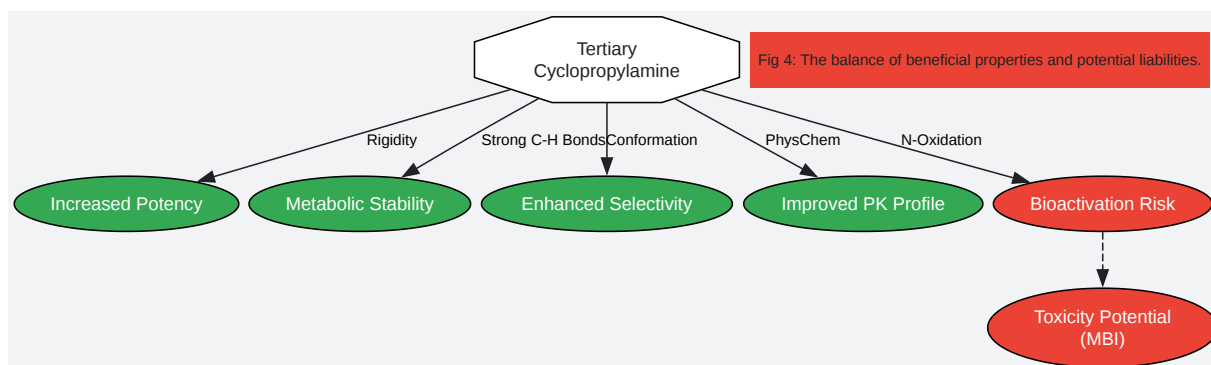 Tertiary
Cyclopropylamine
Fig 4: The balance of beneficial properties and potential liabilities.
Rigidity
Strong C-H Bonds
Conformation
PhysChem
N-Oxidation
Increased Potency
Metabolic Stability
Enhanced Selectivity
Improved PK Profile
Bioactivation Risk
Toxicity Potential
(MBI)